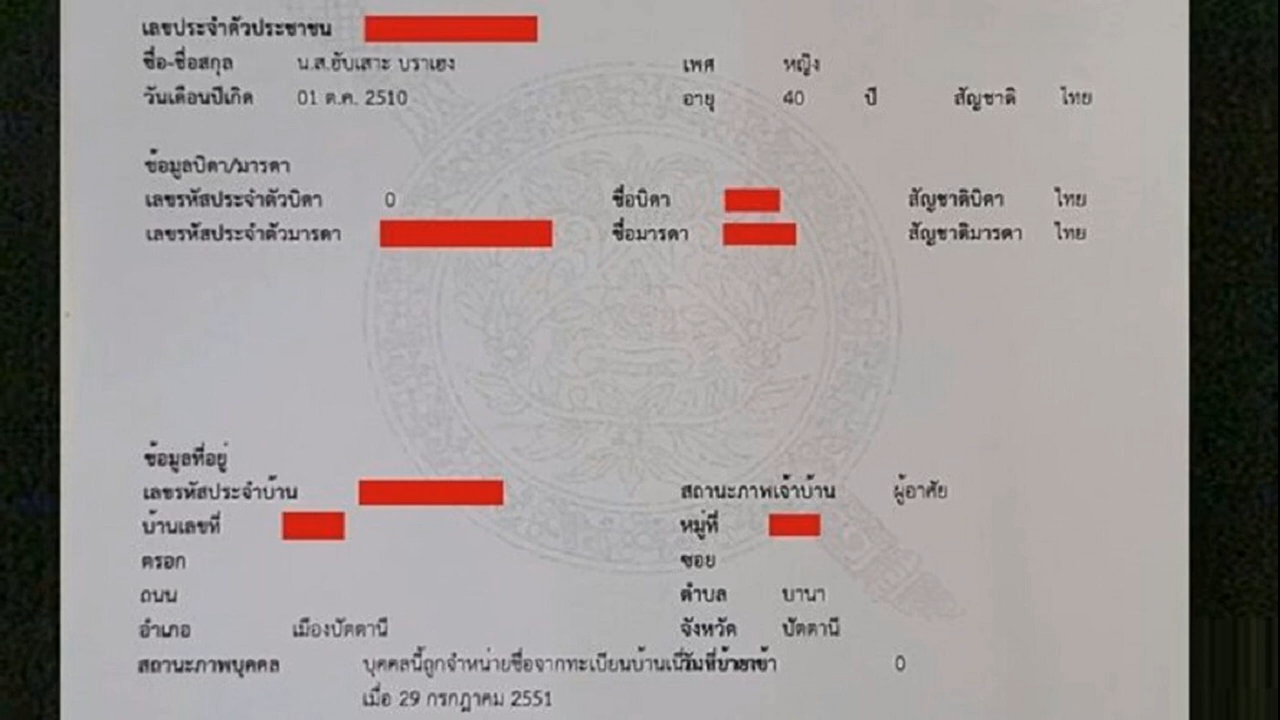 เลขประจำตัวประชาชน
ชื่อ-ชื่อสกุล น.ส.ฮับเสาะ บราเฮง เพศ หญิง
วันเดือนปีเกิด 01 ต.ค. 2510 อายุ 40 ปี สัญชาติ ไทย
ข้อมูลบิดา/มารดา
เลขรหัสประจำตัวบิดา 0 ชื่อบิดา สัญชาติบิดา ไทย
เลขรหัสประจำตัวมารดา ชื่อมารดา สัญชาติมารดา ไทย
ข้อมูลที่อยู่
เลขรหัสประจำบ้าน สถานะภาพเจ้าบ้าน ผู้อาศัย
บ้านเลขที่ หมู่ที่
ตรอก ซอย
ถนน ตำบล บานา
อำเภอ เมืองปัตตานี จังหวัด ปัตตานี
สถานะภาพบุคคล บุคคลนี้ถูกจำหน่ายชื่อจากทะเบียนบ้าน 0
เมื่อ 29 กรกฎาคม 2551